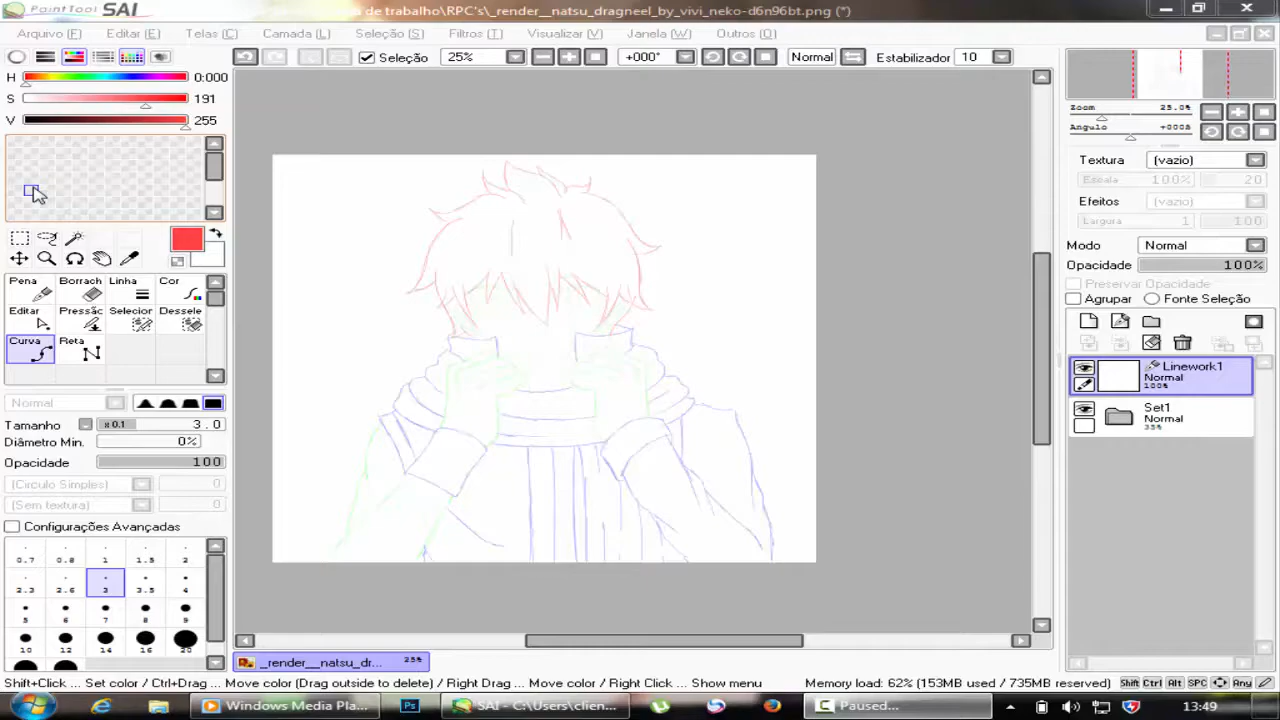 PaintTool SAI
de trabalho\RPC's\_render__natsu_dragneel_by_vivi_neko-d6n96bt.png (*)
Arquivo (F) Editar (E) Telas (C) Camada (L) Seleção (S) Filtros (T) Visualizar (V) Janela (W) Outros (O)
Seleção 25% +000° Normal Estabilizador 10
H 0:000
S 191
V 255
Zoom 25.0%
Angulo +000°
Textura (vazio)
Escala 100% 20
Efeitos (vazio)
Largura 1 100
Modo Normal
Opacidade 100%
Preservar Opacidade
Agrupar Fonte Seleção
Pena Borrach Linha Cor
Editar Pressão Selecior Dessele
Curva Reta
Linework1
Normal
100%
Set1
Normal
35%
Normal
Tamanho x 0.1 3.0
Diâmetro Min. 0%
Opacidade 100
(Circulo Simples) 0
(Sem textura) 0
Configurações Avançadas
0.7 0.8 1 1.5 2
2.3 2.6 3 3.5 4
5 6 7 8 9
10 12 14 16 20
_render__natsu_dr... 25%
Shift+Click ... Set color / Ctrl+Drag ... Move color (Drag outside to delete) / Right Drag ... Move color / Right Click ... Show menu
Memory load: 62% (153MB used / 735MB reserved) Shift Ctrl Alt SPC Any
Windows Media Pla... Ps SAI - C:\Users\clien... Paused... 13:49